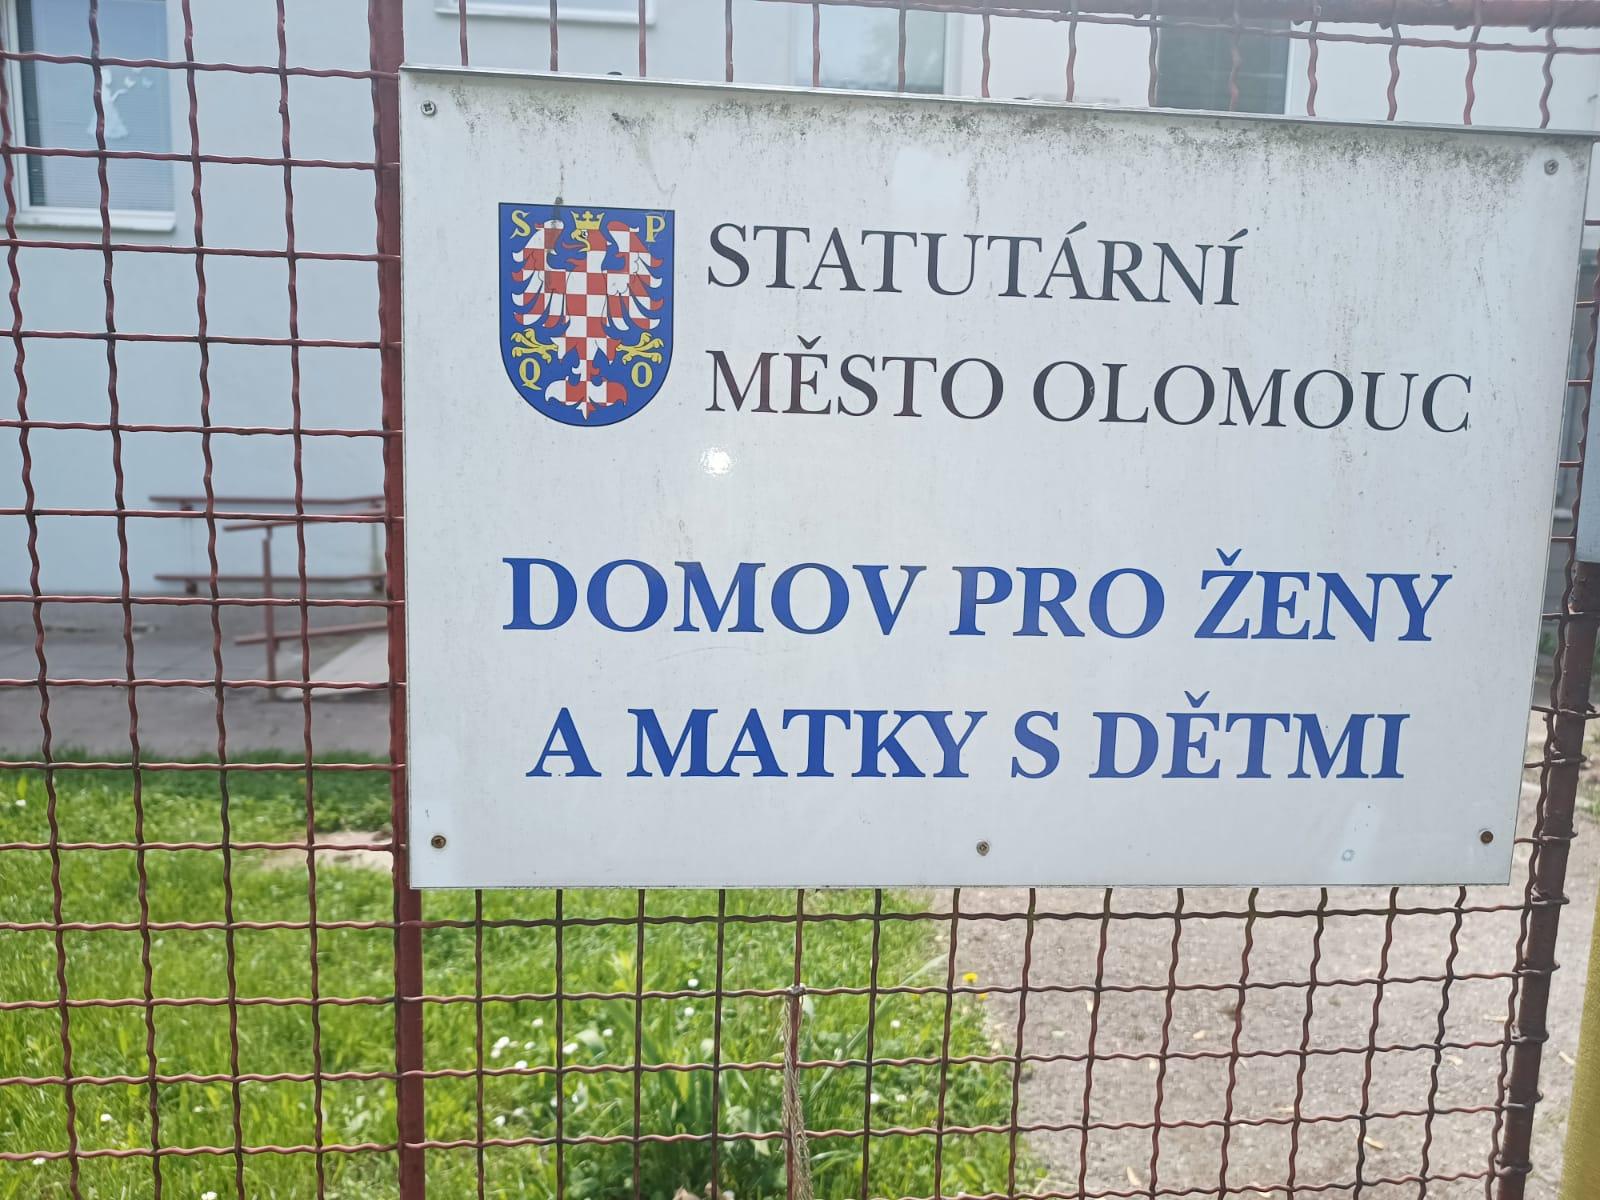 S P
Q O
STATUTÁRNÍ
MĚSTO OLOMOUC
DOMOV PRO ŽENY
A MATKY S DĚTMI